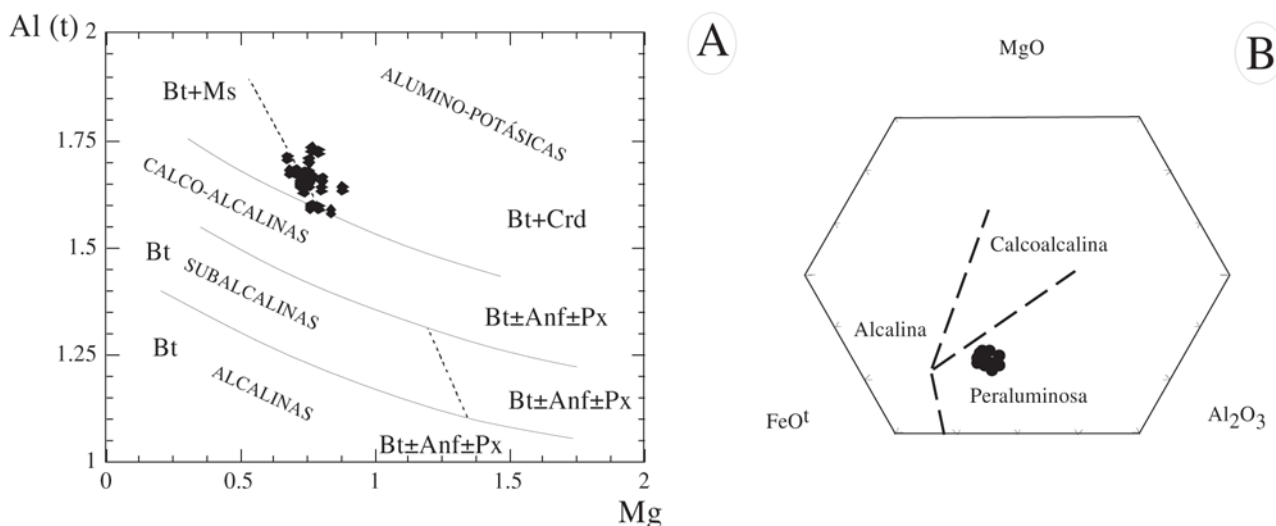 Al (t)
2
1.75
1.5
1.25
1
0
0.5
1
1.5
2
Mg
Bt+Ms
ALUMINO-POTÁSICAS
CALCO-ALCALINAS
Bt+Crd
Bt
SUBALCALINAS
Bt±Anf±Px
Bt
ALCALINAS
Bt±Anf±Px
Bt±Anf±Px
A
MgO
B
Calcoalcalina
Alcalina
Peraluminosa
FeOt
Al2O3